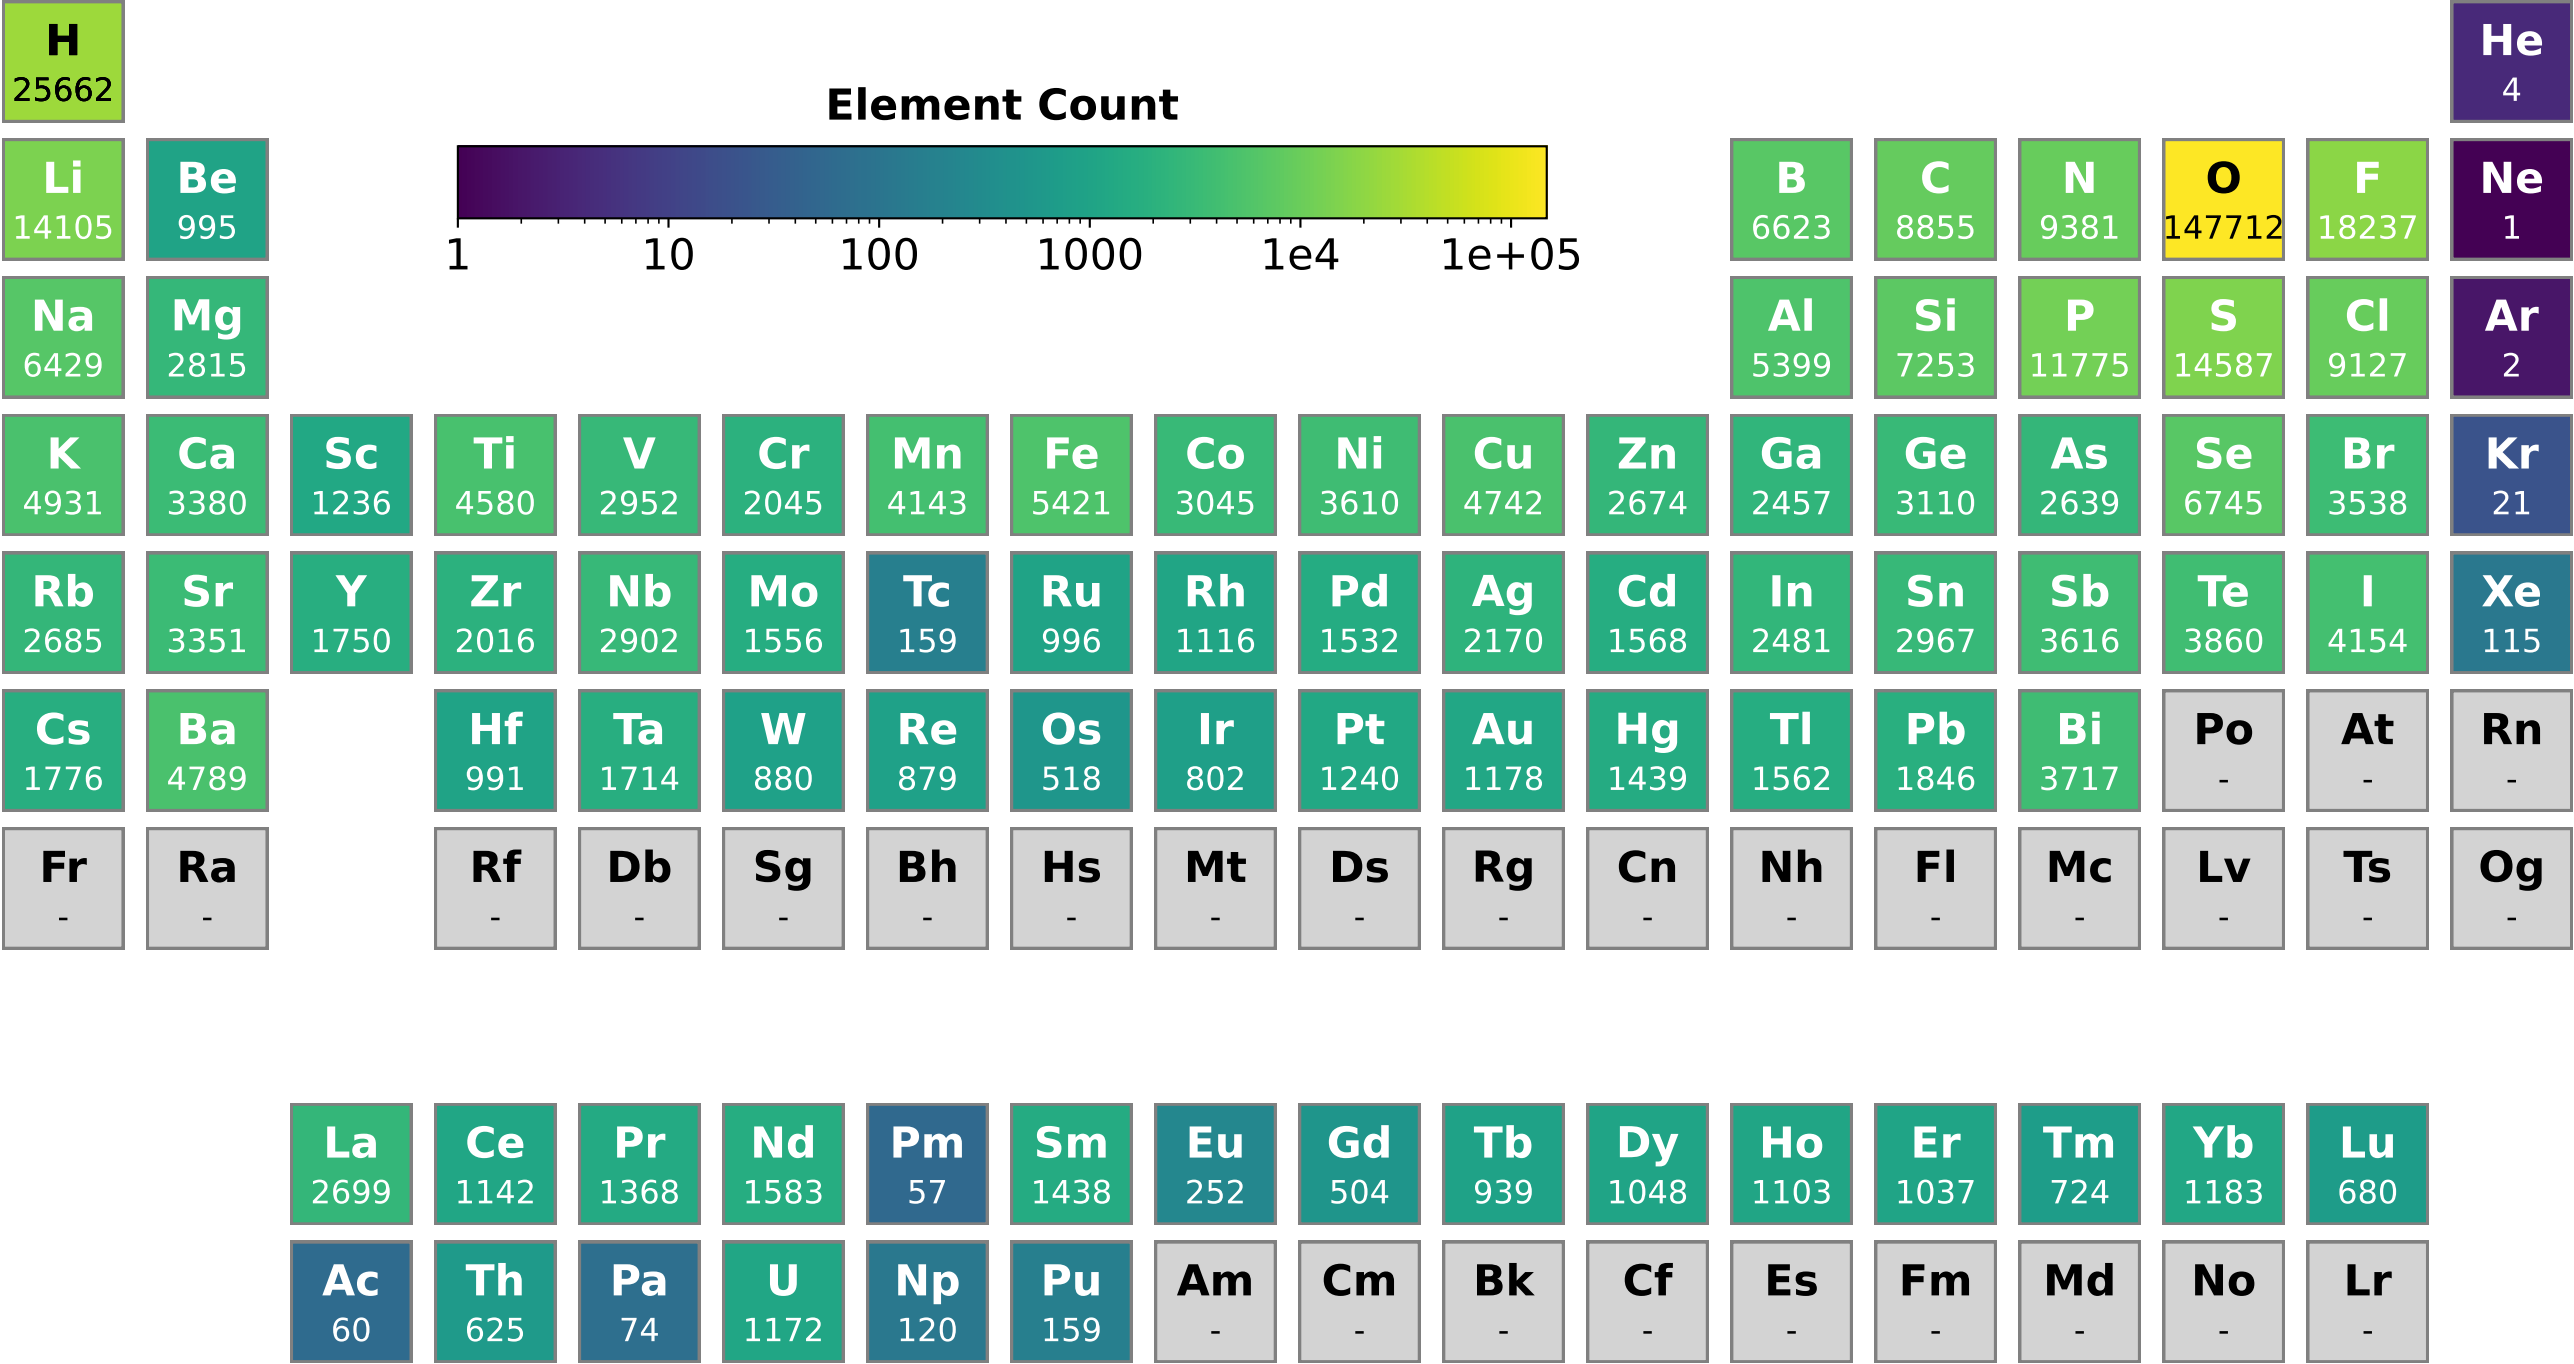 H He
25662 4
Element Count
Li Be B C N O F Ne
14105 995 6623 8855 9381 147712 18237 1
1 10 100 1000 1e4 1e+05
Na Mg Al Si P S Cl Ar
6429 2815 5399 7253 11775 14587 9127 2
K Ca Sc Ti V Cr Mn Fe Co Ni Cu Zn Ga Ge As Se Br Kr
4931 3380 1236 4580 2952 2045 4143 5421 3045 3610 4742 2674 2457 3110 2639 6745 3538 21
Rb Sr Y Zr Nb Mo Tc Ru Rh Pd Ag Cd In Sn Sb Te I Xe
2685 3351 1750 2016 2902 1556 159 996 1116 1532 2170 1568 2481 2967 3616 3860 4154 115
Cs Ba Hf Ta W Re Os Ir Pt Au Hg Tl Pb Bi Po At Rn
1776 4789 991 1714 880 879 518 802 1240 1178 1439 1562 1846 3717 - - -
Fr Ra Rf Db Sg Bh Hs Mt Ds Rg Cn Nh Fl Mc Lv Ts Og
- - - - - - - - - - - - - - - - -
La Ce Pr Nd Pm Sm Eu Gd Tb Dy Ho Er Tm Yb Lu
2699 1142 1368 1583 57 1438 252 504 939 1048 1103 1037 724 1183 680
Ac Th Pa U Np Pu Am Cm Bk Cf Es Fm Md No Lr
60 625 74 1172 120 159 - - - - - - - - -